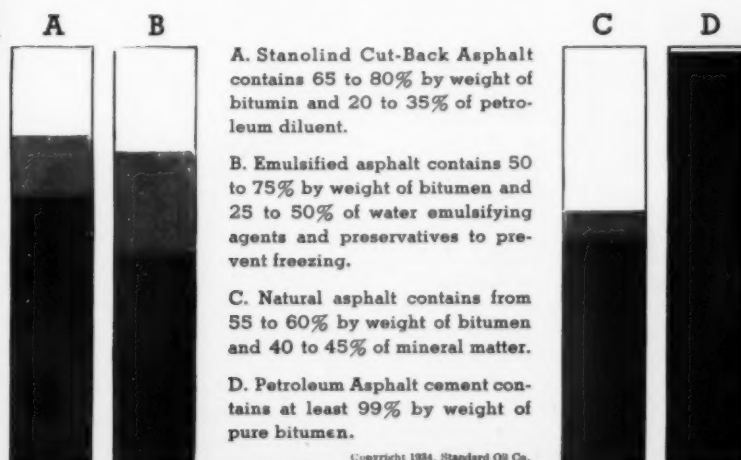 A B C D
A. Stanolind Cut-Back Asphalt
contains 65 to 80% by weight of
bitumin and 20 to 35% of petro-
leum diluent.
B. Emulsified asphalt contains 50
to 75% by weight of bitumen and
25 to 50% of water emulsifying
agents and preservatives to pre-
vent freezing.
C. Natural asphalt contains from
55 to 60% by weight of bitumen
and 40 to 45% of mineral matter.
D. Petroleum Asphalt cement con-
tains at least 99% by weight of
pure bitumen.
Copyright 1934, Standard Oil Co.